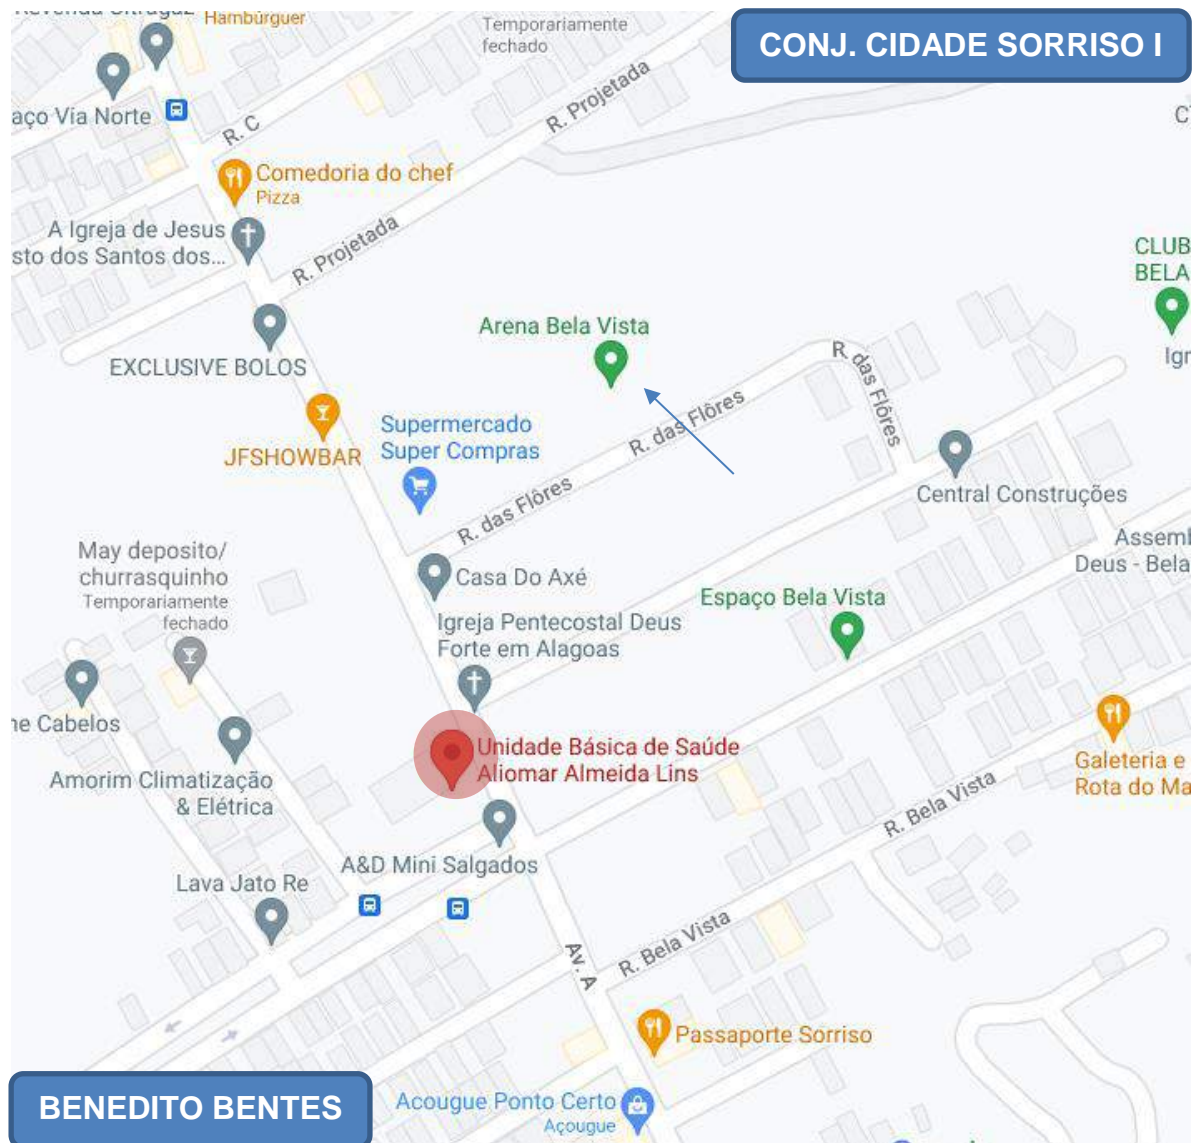 Hambúrguer
Temporariamente
fechado
CONJ. CIDADE SORRISO I
R. Projetada
aço Via Norte
R. C
Comedoria do chef
Pizza
A Igreja de Jesus
sto dos Santos dos...
R. Projetada
CLUB
BELA
Arena Bela Vista
EXCLUSIVE BOLOS
R. das Flôres
Igr
R. das Flôres
Supermercado
Super Compras
JFSHOWBAR
R. das Flôres
Central Construções
May deposito/
churrasquinho
Temporariamente
fechado
Casa Do Axé
Assem
Deus - Bela
Espaço Bela Vista
Igreja Pentecostal Deus
Forte em Alagoas
ne Cabelos
Unidade Básica de Saúde
Aliomar Almeida Lins
Amorim Climatização
& Elétrica
Galeteria e
Rota do Ma
R. Bela Vista
A&D Mini Salgados
Lava Jato Re
R. Bela Vista
Av. A
Passaporte Sorriso
BENEDITO BENTES
Acougue Ponto Certo
Açougue